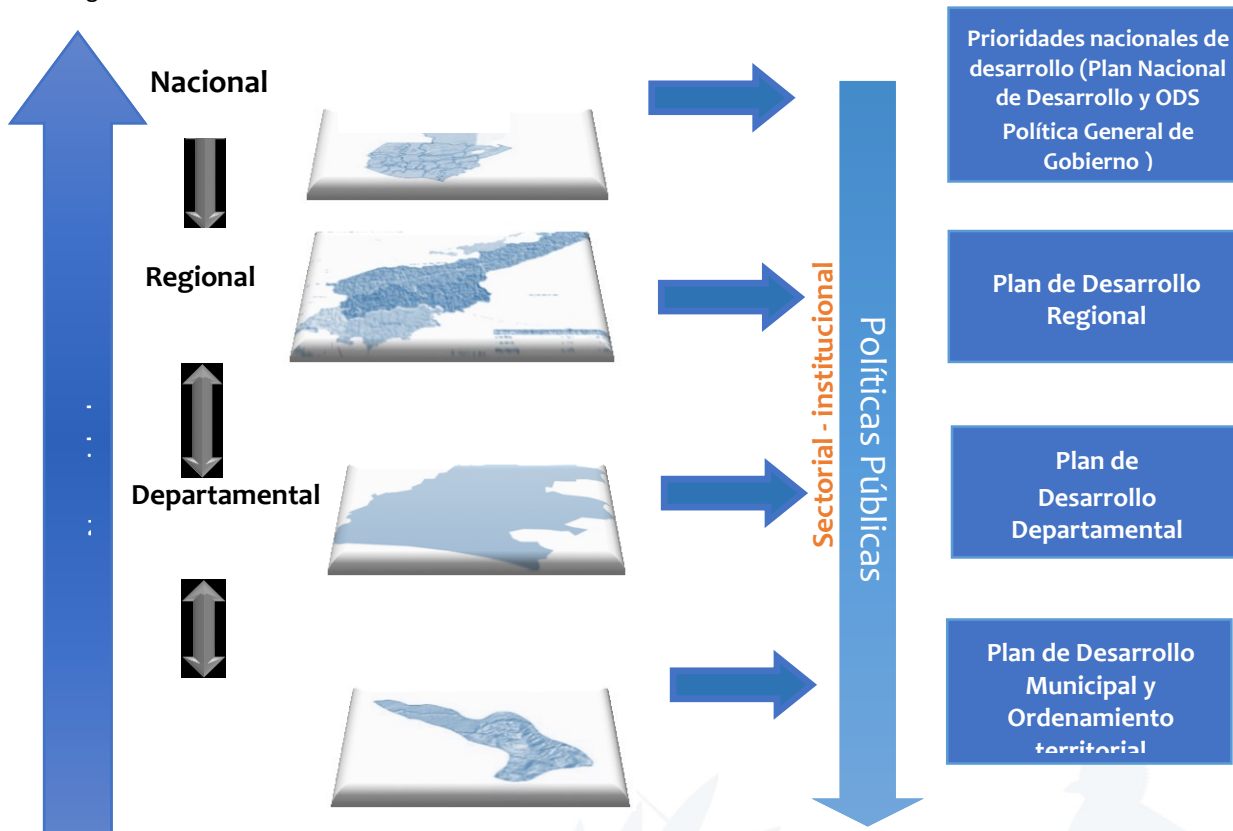 Nacional
Prioridades nacionales de
desarrollo (Plan Nacional
de Desarrollo y ODS
Política General de
Gobierno )
Regional
Plan de Desarrollo
Regional
Sectorial - institucional
Políticas Públicas
Departamental
Plan de
Desarrollo
Departamental
Plan de Desarrollo
Municipal y
Ordenamiento
territorial